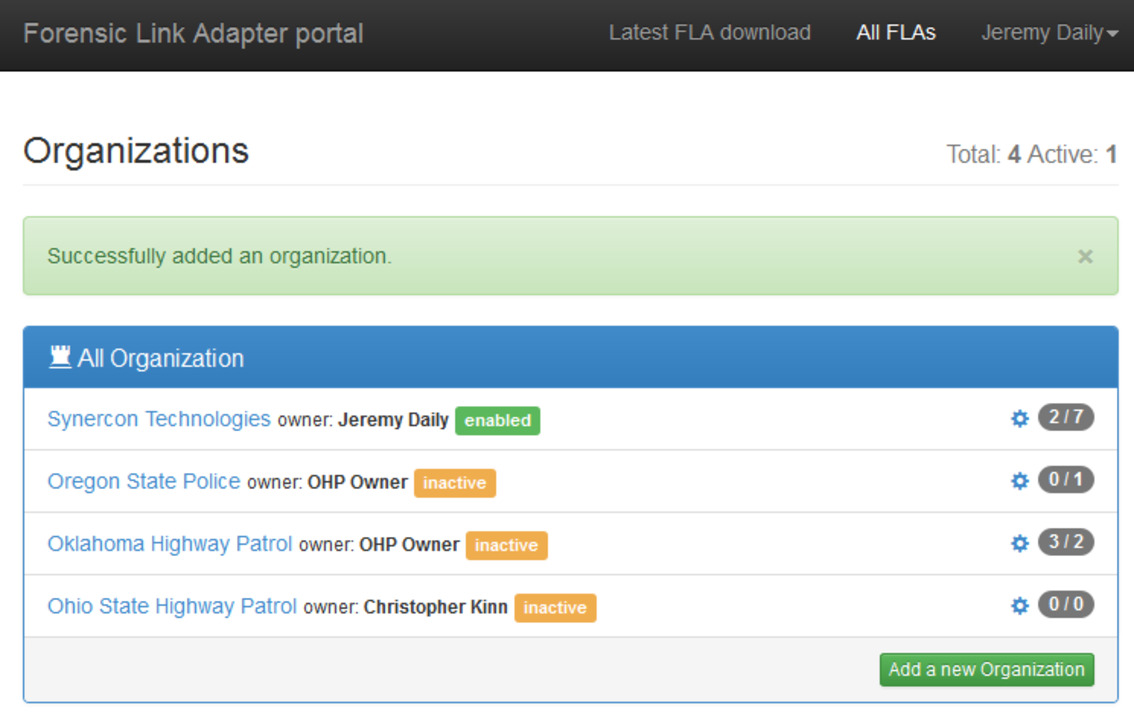 Forensic Link Adapter portal Latest FLA download All FLAs Jeremy Daily
Organizations Total: 4 Active: 1
Successfully added an organization. ×
All Organization
Synercon Technologies owner: Jeremy Daily enabled 2 / 7
Oregon State Police owner: OHP Owner inactive 0 / 1
Oklahoma Highway Patrol owner: OHP Owner inactive 3 / 2
Ohio State Highway Patrol owner: Christopher Kinn inactive 0 / 0
Add a new Organization